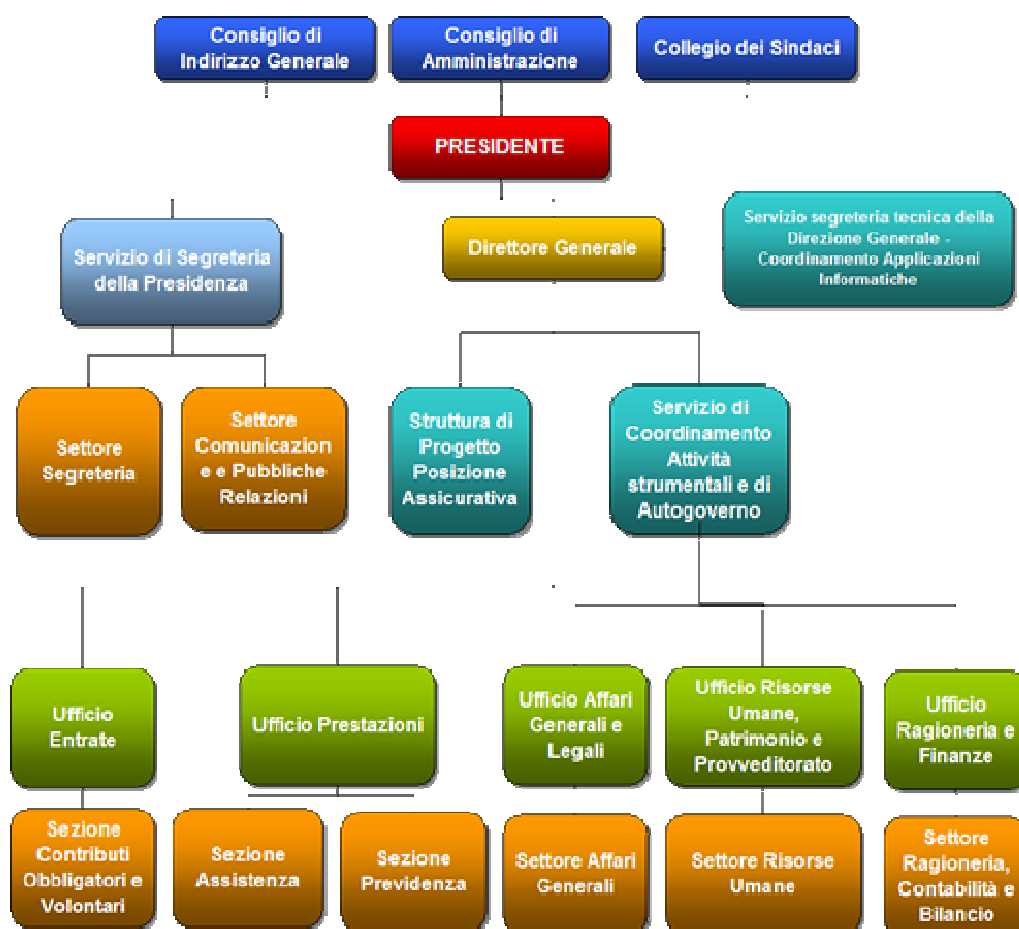 Consiglio di
Indirizzo Generale
Consiglio di
Amministrazione
Collegio dei Sindaci
PRESIDENTE
Servizio di Segreteria
della Presidenza
Direttore Generale
Servizio segreteria tecnica della
Direzione Generale -
Coordinamento Applicazioni
Informatiche
Settore
Segreteria
Settore
Comunicazion
e e Pubbliche
Relazioni
Struttura di
Progetto
Posizione
Assicurativa
Servizio di
Coordinamento
Attività
strumentali e di
Autogoverno
Ufficio
Entrate
Ufficio Prestazioni
Ufficio Affari
Generali e
Legali
Ufficio Risorse
Umane,
Patrimonio e
Provveditorato
Ufficio
Ragioneria e
Finanze
Sezione
Contributi
Obbligatori e
Volontari
Sezione
Assistenza
Sezione
Previdenza
Settore Affari
Generali
Settore Risorse
Umane
Settore
Ragioneria,
Contabilità e
Bilancio